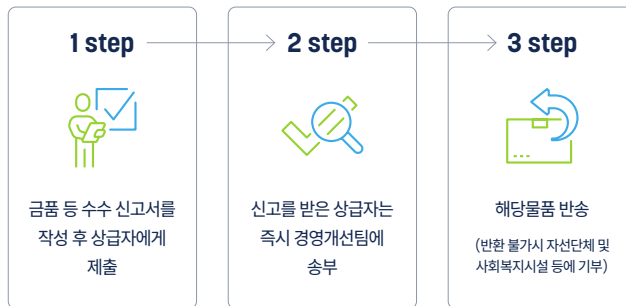 1 step
금품 등 수수 신고서를
작성 후 상급자에게
제출
2 step
신고를 받은 상급자는
즉시 경영개선팀에
송부
3 step
해당물품 반송
(반환 불가시 자선단체 및
사회복지시설 등에 기부)